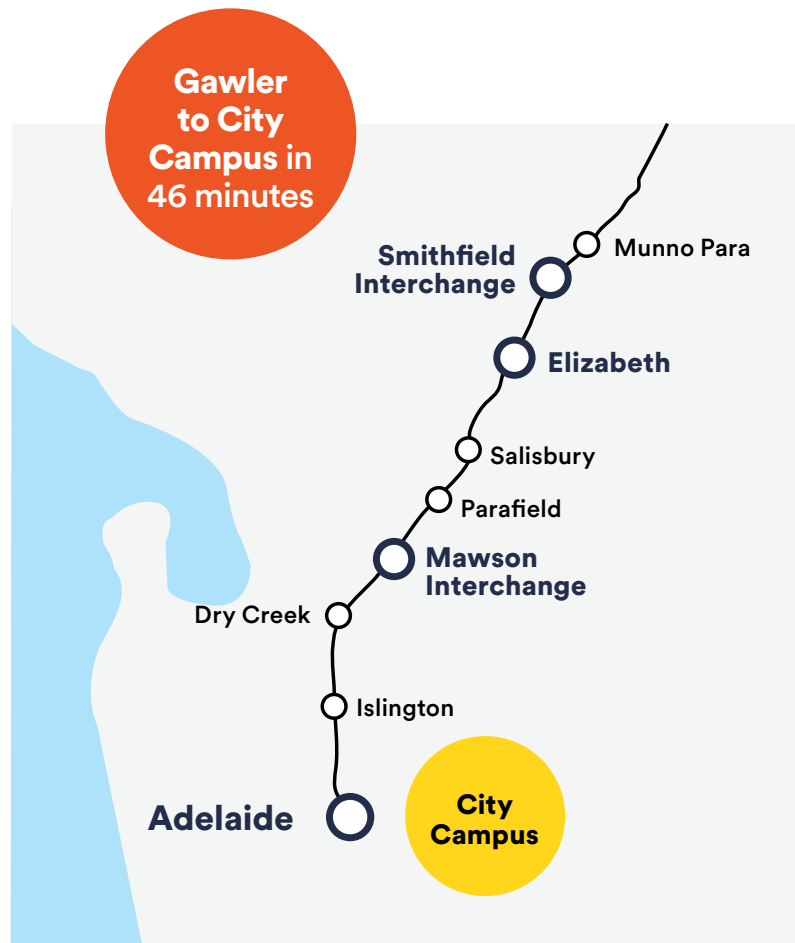 Gawler
to City
Campus in
46 minutes
Munno Para
Smithfield
Interchange
Elizabeth
Salisbury
Parafield
Mawson
Interchange
Dry Creek
Islington
Adelaide
City
Campus